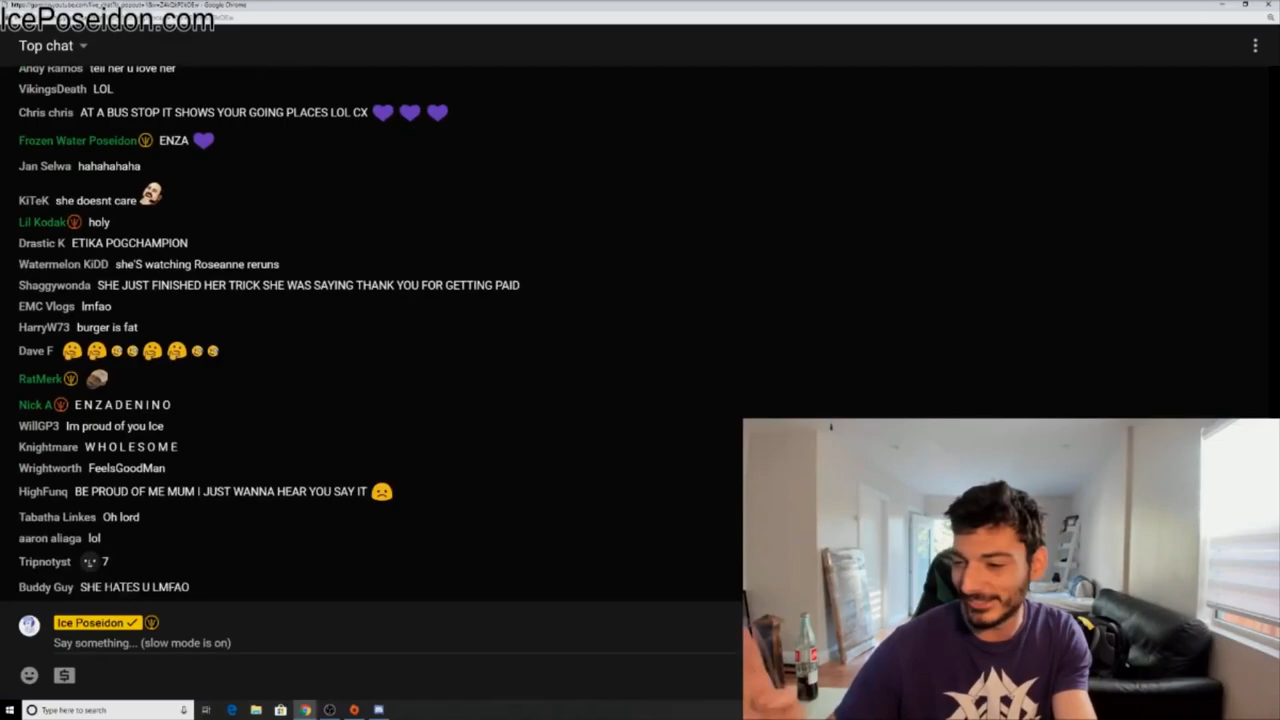 IcePoseidon.com
Top chat
Andy Ramos tell her u love her
VikingsDeath LOL
Chris chris AT A BUS STOP IT SHOWS YOUR GOING PLACES LOL CX
Frozen Water Poseidon ENZA
Jan Selwa hahahahaha
KiTeK she doesnt care
Lil Kodak holy
Drastic K ETIKA POGCHAMPION
Watermelon KiDD she'S watching Roseanne reruns
Shaggywonda SHE JUST FINISHED HER TRICK SHE WAS SAYING THANK YOU FOR GETTING PAID
EMC Vlogs lmfao
HarryW73 burger is fat
Dave F
RatMerk
Nick A E N Z A D E N I N O
WillGP3 Im proud of you Ice
Knightmare W H O L E S O M E
Wrightworth FeelsGoodMan
HighFunq BE PROUD OF ME MUM I JUST WANNA HEAR YOU SAY IT
Tabatha Linkes Oh lord
aaron aliaga lol
Tripnotyst 7
Buddy Guy SHE HATES U LMFAO
Ice Poseidon
Say something... (slow mode is on)
Type here to search